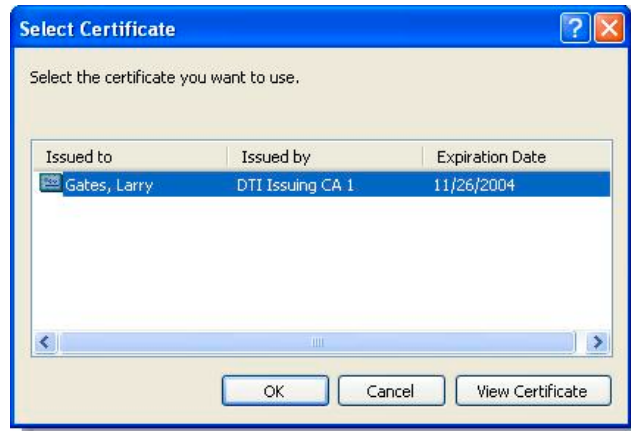 Select Certificate
Select the certificate you want to use.
Issued to Issued by Expiration Date
Gates, Larry DTI Issuing CA 1 11/26/2004
OK Cancel View Certificate